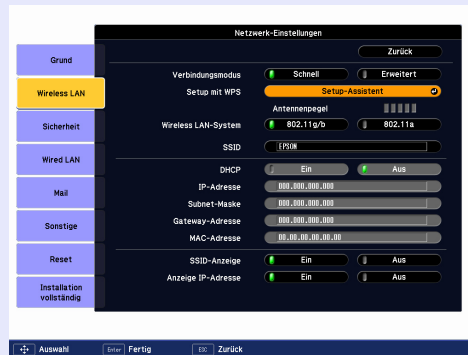 Netzwerk-Einstellungen
Zurück
Grund
Wireless LAN
Sicherheit
Wired LAN
Mail
Sonstige
Reset
Installation
vollständig
Verbindungsmodus Schnell Erweitert
Setup mit WPS Setup-Assistent
Antennenpegel
Wireless LAN-System 802.11g/b 802.11a
SSID EPSON
DHCP Ein Aus
IP-Adresse 000.000.000.000
Subnet-Maske 000.000.000.000
Gateway-Adresse 000.000.000.000
MAC-Adresse 00.00.00.00.00.00
SSID-Anzeige Ein Aus
Anzeige IP-Adresse Ein Aus
Auswahl Enter Fertig ESC Zurück